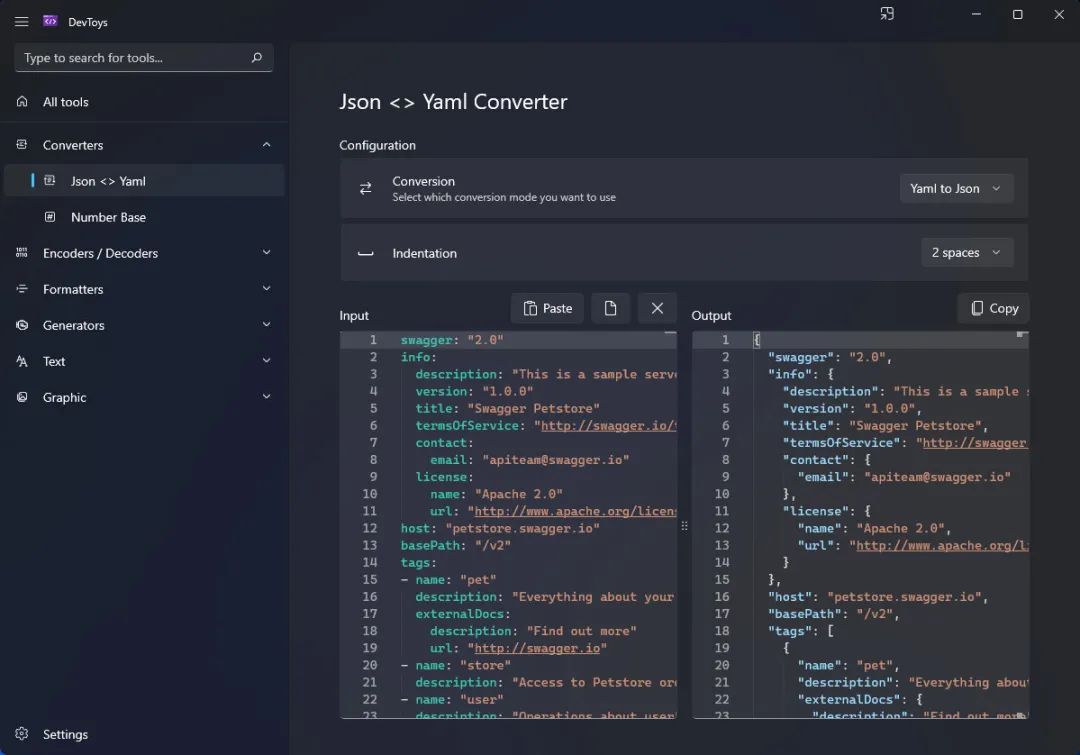 DevToys
Type to search for tools...
All tools
Converters
Json <> Yaml
Number Base
Encoders / Decoders
Formatters
Generators
Text
Graphic
Settings
Json <> Yaml Converter
Configuration
Conversion
Select which conversion mode you want to use
Yaml to Json
Indentation
2 spaces
Input
Paste
1 swagger: "2.0"
2 info:
3 description: "This is a sample serve
4 version: "1.0.0"
5 title: "Swagger Petstore"
6 termsOfService: "http://swagger.io/
7 contact:
8 email: "apiteam@swagger.io"
9 license:
10 name: "Apache 2.0"
11 url: "http://www.apache.org/licens
12 host: "petstore.swagger.io"
13 basePath: "/v2"
14 tags:
15 - name: "pet"
16 description: "Everything about your
17 externalDocs:
18 description: "Find out more"
19 url: "http://swagger.io"
20 - name: "store"
21 description: "Access to Petstore ord
22 - name: "user"
23 description: "Operations about user"
Output
Copy
1 {
2 "swagger": "2.0",
3 "info": {
4 "description": "This is a sample s
5 "version": "1.0.0",
6 "title": "Swagger Petstore",
7 "termsOfService": "http://swagger.
8 "contact": {
9 "email": "apiteam@swagger.io"
10 },
11 "license": {
12 "name": "Apache 2.0",
13 "url": "http://www.apache.org/li
14 }
15 },
16 "host": "petstore.swagger.io",
17 "basePath": "/v2",
18 "tags": [
19 {
20 "name": "pet",
21 "description": "Everything abou
22 "externalDocs": {
23 "description": "Find out more